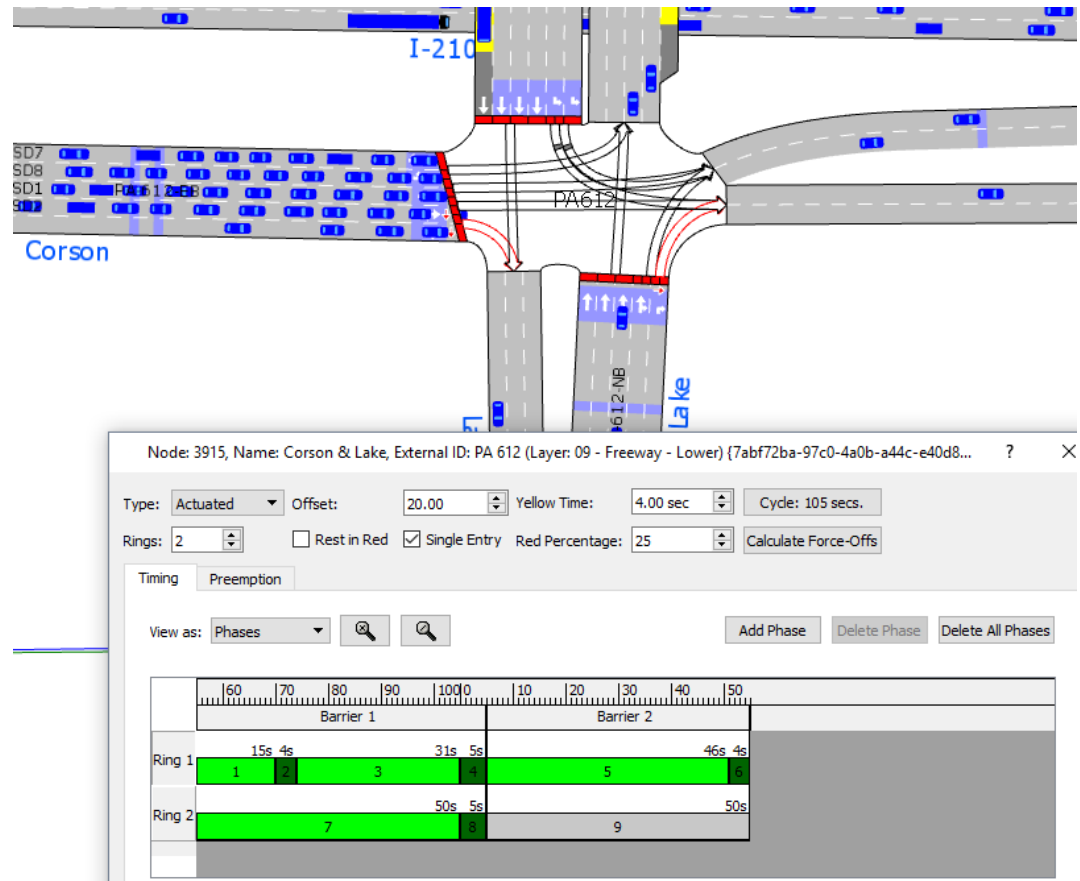 I-210
SD7
SD8
SD1
PA612-EB
PA612
Corson
612-NB
Lake
Node: 3915, Name: Corson & Lake, External ID: PA 612 (Layer: 09 - Freeway - Lower) {7abf72ba-97c0-4a0b-a44c-e40d8... ? X
Type: Actuated Offset: 20.00 Yellow Time: 4.00 sec Cycle: 105 secs.
Rings: 2 Rest in Red Single Entry Red Percentage: 25 Calculate Force-Offs
Timing Preemption
View as: Phases Add Phase Delete Phase Delete All Phases
60 70 80 90 100 0 10 20 30 40 50
Barrier 1 Barrier 2
15s 4s 31s 5s 46s 4s
Ring 1 1 2 3 4 5 6
50s 5s 50s
Ring 2 7 8 9